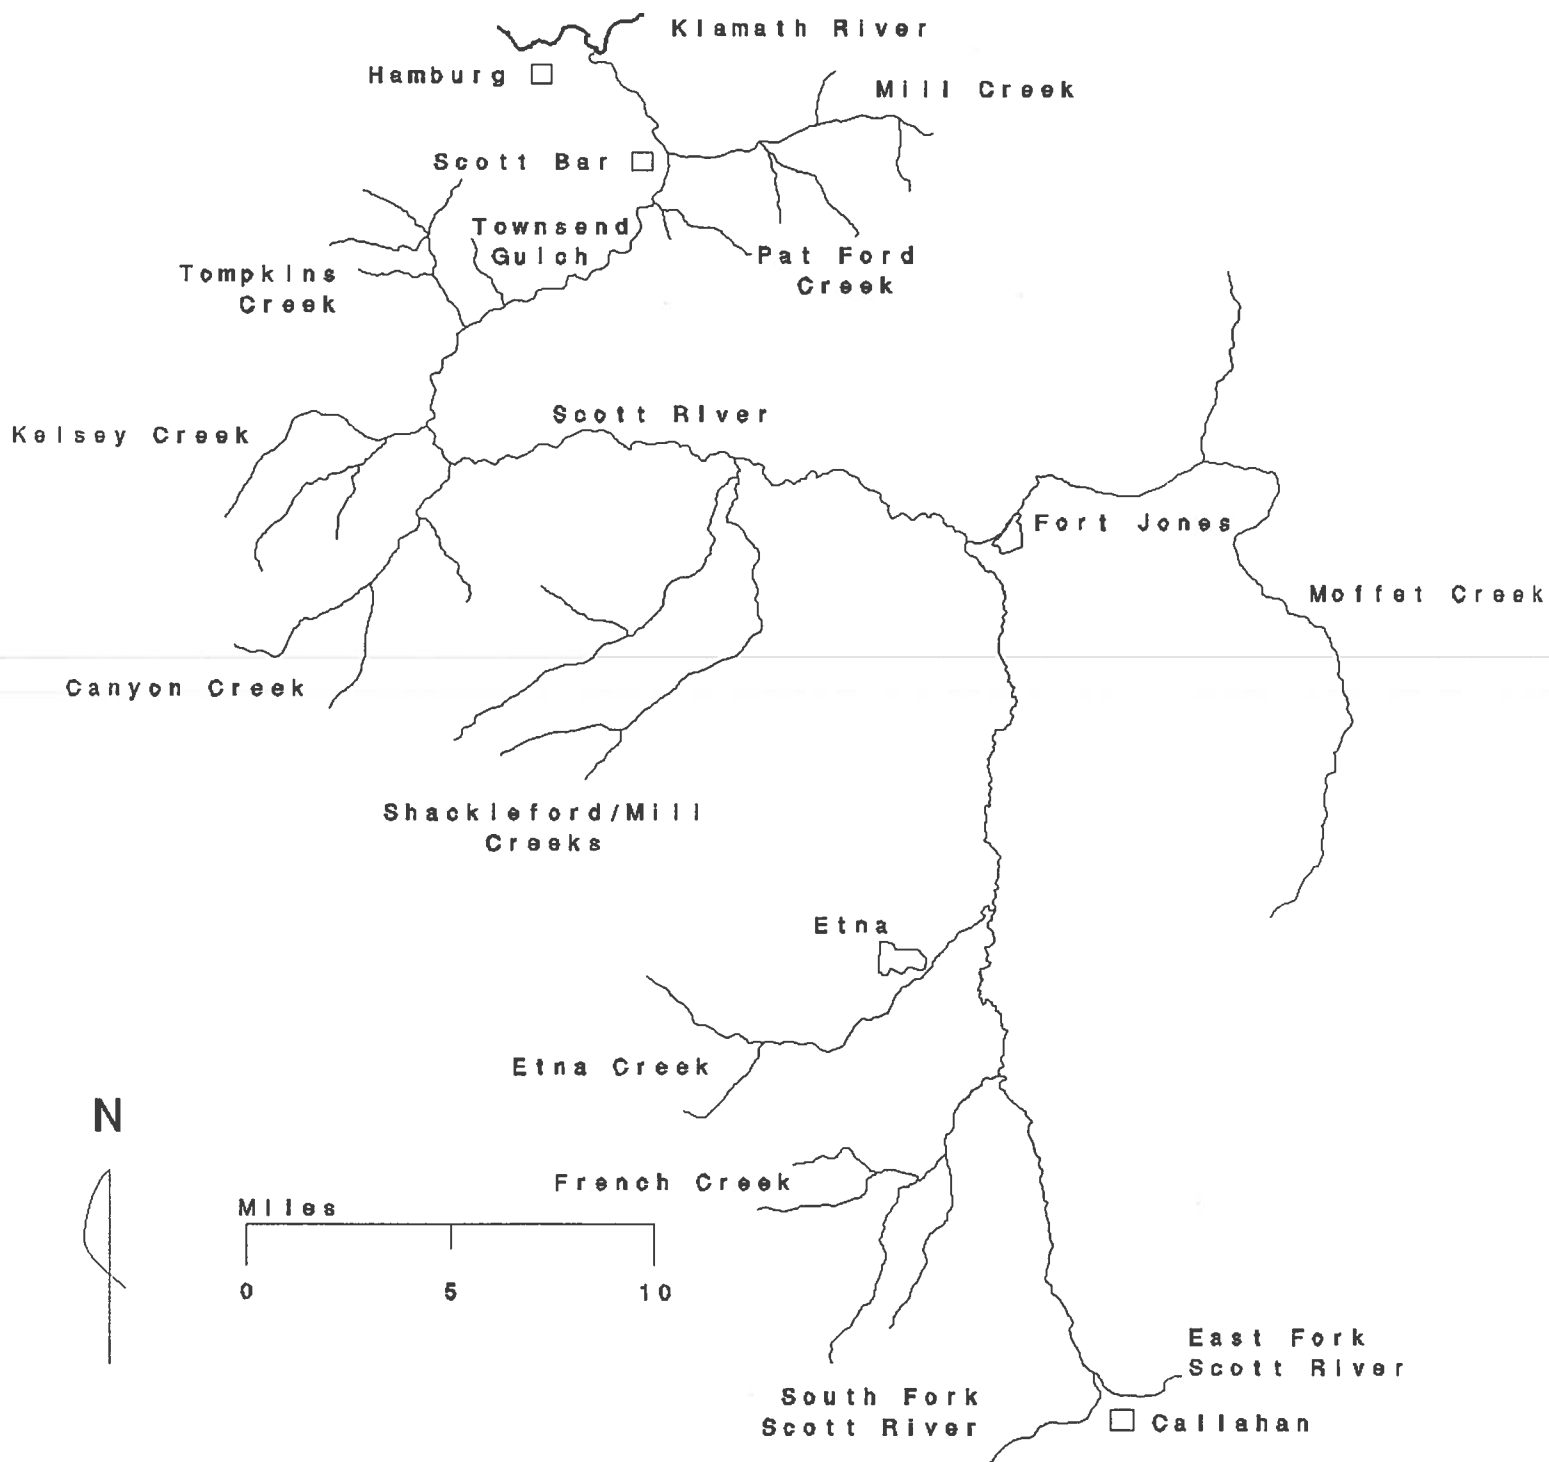 Klamath River
Hamburg
Mill Creek
Scott Bar
Townsend
Gulch
Pat Ford
Creek
Tompkins
Creek
Scott River
Kelsey Creek
Fort Jones
Moffet Creek
Canyon Creek
Shackleford/Mill
Creeks
Etna
Etna Creek
N
French Creek
Miles
0 5 10
East Fork
Scott River
South Fork
Scott River
Callahan